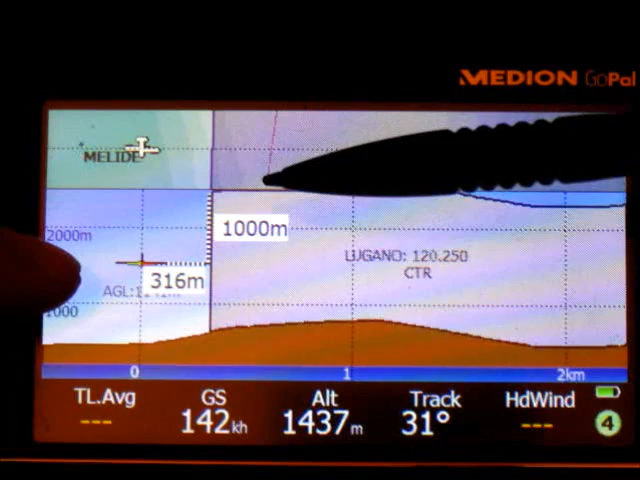 MEDION GoPal
MELIDE
2000m
1000m
LUGANO: 120.250
CTR
316m
1000
0 1 2km
TL.Avg GS Alt Track HdWind
--- 142kh 1437m 31° ---
4